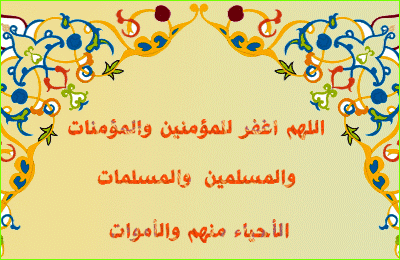 اللهم اغفر للمؤمنين والمؤمنات
والمسلمين والمسلمات
الأحياء منهم والأموات